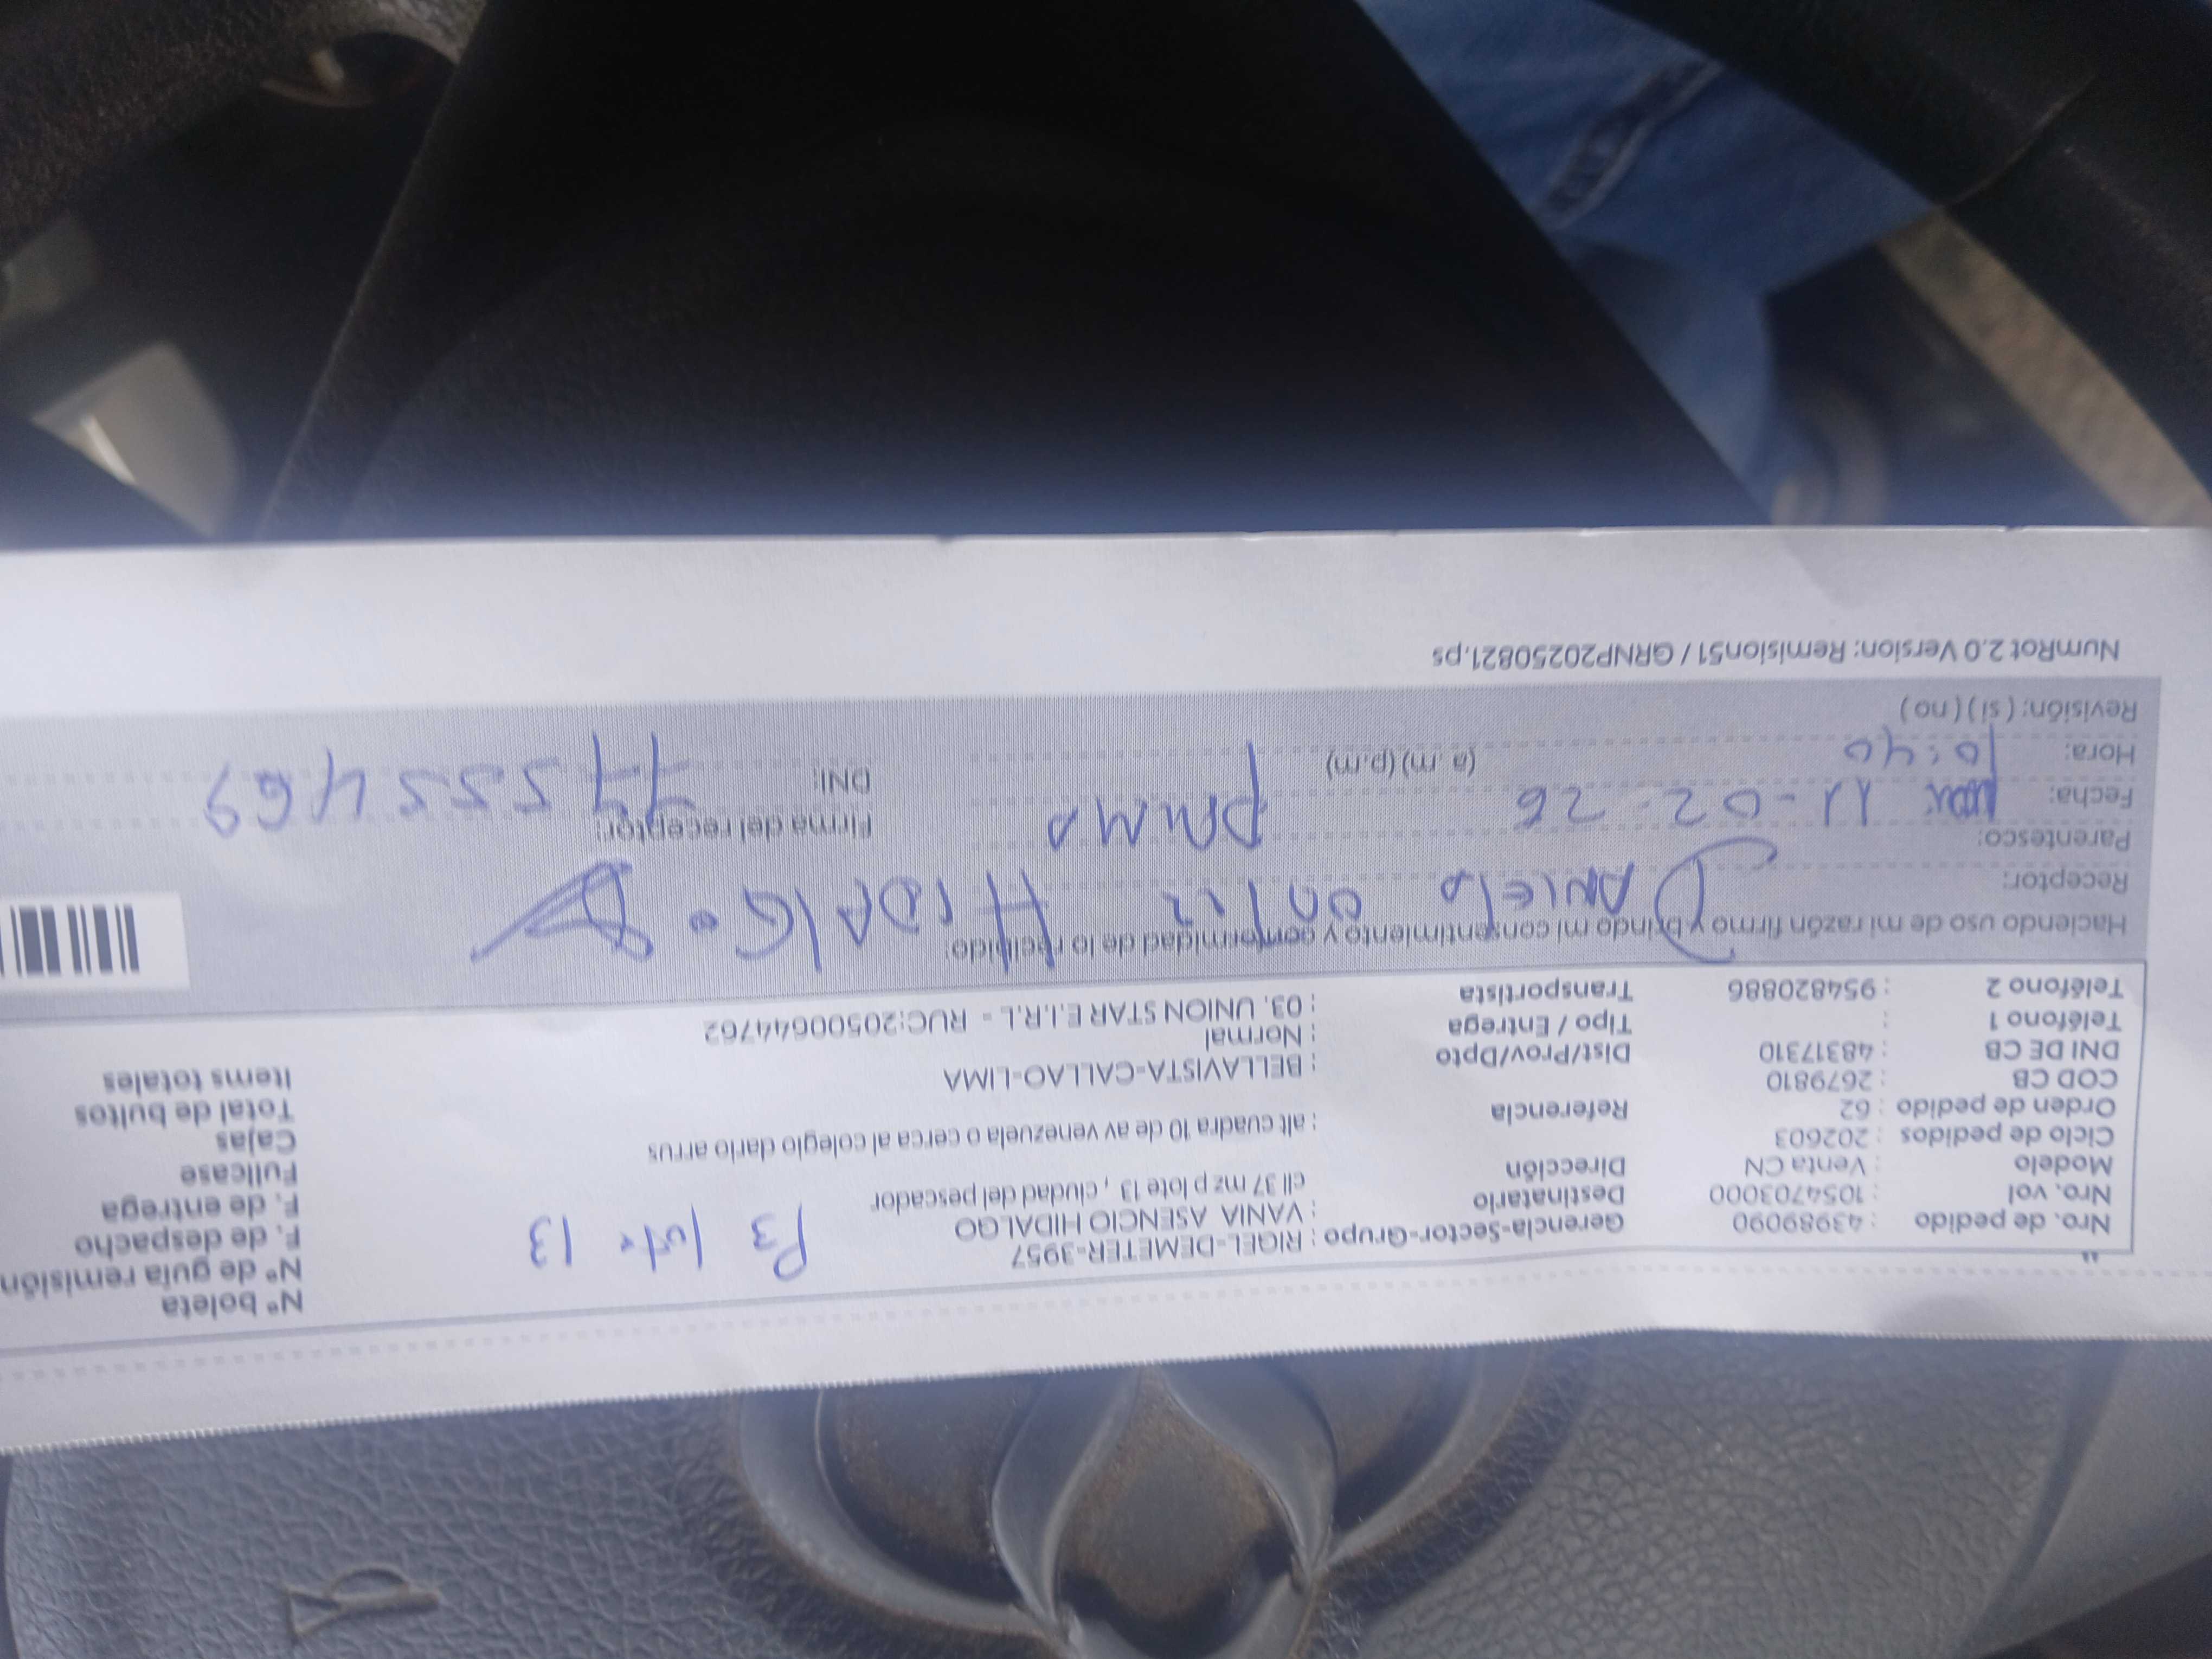 Nº boleta
Nº de guía remisión
F. de despacho
F. de entrega
Fullcase
Cajas
Total de bultos
Items totales
P3 lote 13
Nro. de pedido : 43989090 Gerencia-Sector-Grupo : RIGEL-DEMETER-3957
Nro. vol : 1054703000 Destinatario : VANIA ASENCIO HIDALGO
Modelo : Venta CN Dirección cll 37 mz p lote 13 , ciudad del pescador
Ciclo de pedidos : 202603
Orden de pedido : 62 Referencia : alt cuadra 10 de av venezuela o cerca al colegio dario arrus
COD CB : 2679810
DNI DE CB : 48317310 Dist/Prov/Dpto : BELLAVISTA-CALLAO-LIMA
Teléfono 1 : Tipo / Entrega : Normal
Teléfono 2 : 954820886 Transportista : 03. UNION STAR E.I.R.L - RUC:20500644762
Haciendo uso de mi razón firmo y brindo mi consentimiento y conformidad de lo recibido:
Receptor: DANIELA HIDALGO
Parentesco: Firma del receptor:
PRIMA
Fecha: 11-02-26 DNI:
Hora: 10:40 (a. m) (p.m)
Revisión: ( si ) ( no )
NumRot 2.0 Version: Remision51 / GRNP20250821.ps